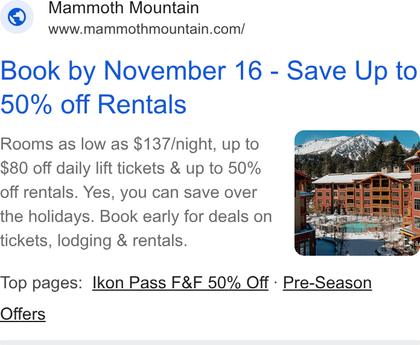 Mammoth Mountain
www.mammothmountain.com/
Book by November 16 - Save Up to
50% off Rentals
Rooms as low as $137/night, up to
$80 off daily lift tickets & up to 50%
off rentals. Yes, you can save over
the holidays. Book early for deals on
tickets, lodging & rentals.
Top pages: Ikon Pass F&F 50% Off · Pre-Season
Offers